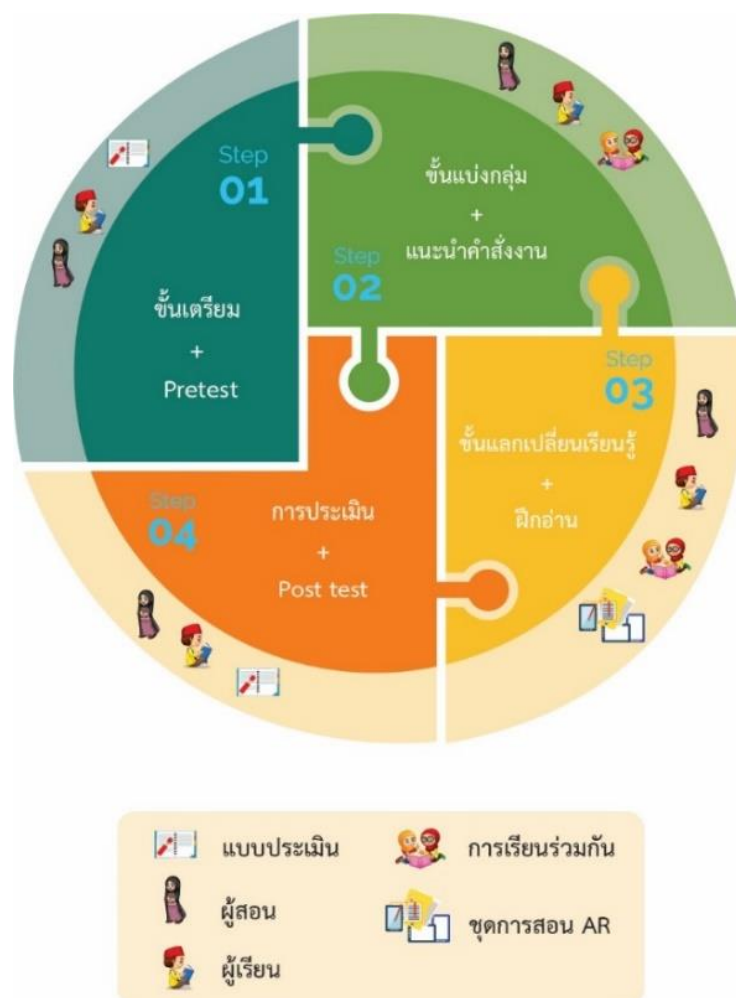 Step
01
ขั้นเตรียม
+
Pretest
Step
02
ขั้นแบ่งกลุ่ม
+
แนะนำคำสั่งงาน
Step
03
ขั้นแลกเปลี่ยนเรียนรู้
+
ฝึกอ่าน
Step
04
การประเมิน
+
Post test
แบบประเมิน
ผู้สอน
ผู้เรียน
การเรียนร่วมกัน
ชุดการสอน AR